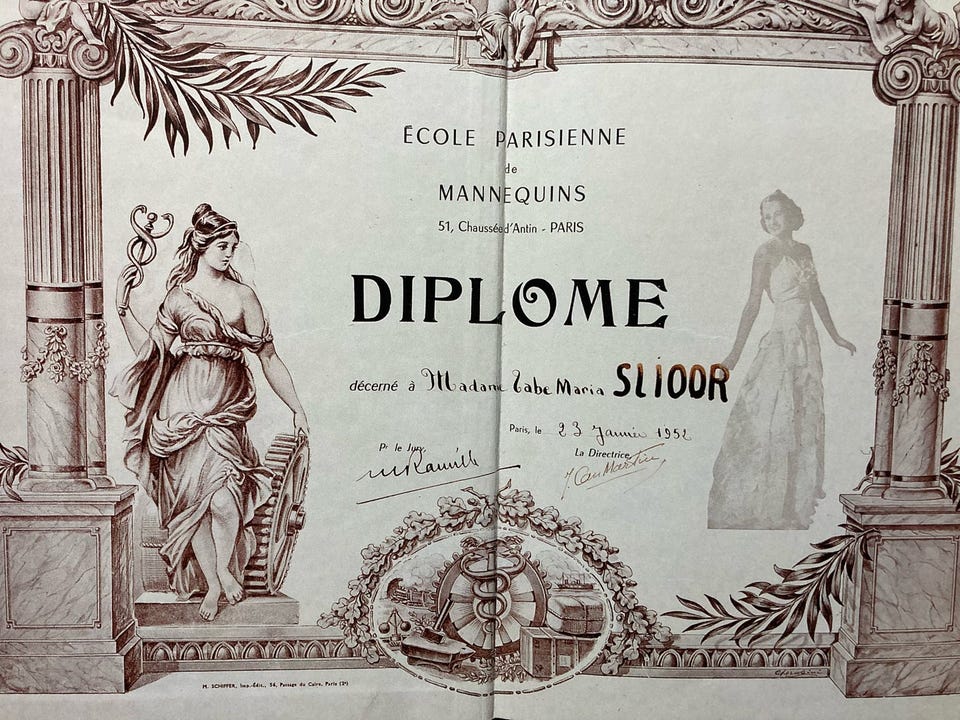 ÉCOLE PARISIENNE
de
MANNEQUINS
51, Chaussée d'Antin - PARIS
DIPLOME
décerné à Madame Tabe Maria SLIOOR
Paris, le 23 Janvier 1952
Pr le Jury,
La Directrice,
M. SCHIFFER, Imp.-Édit., 54, Passage du Caire, Paris (2e)